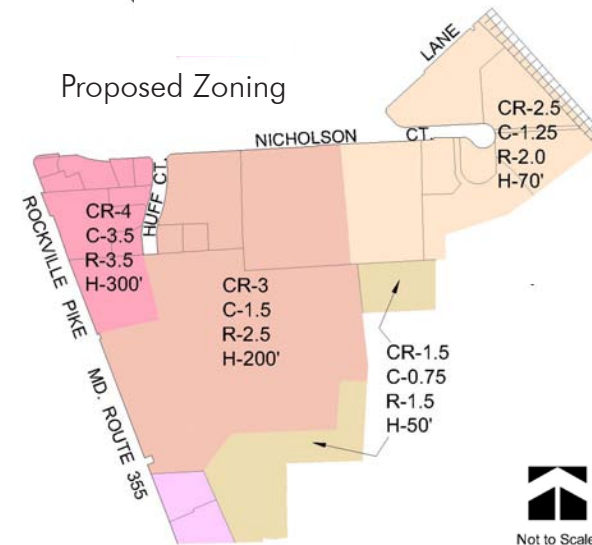 Proposed Zoning
LANE
NICHOLSON CT.
HUFF CT.
ROCKVILLE PIKE
MD. ROUTE 355
CR-2.5
C-1.25
R-2.0
H-70'
CR-4
C-3.5
R-3.5
H-300'
CR-3
C-1.5
R-2.5
H-200'
CR-1.5
C-0.75
R-1.5
H-50'
Not to Scale